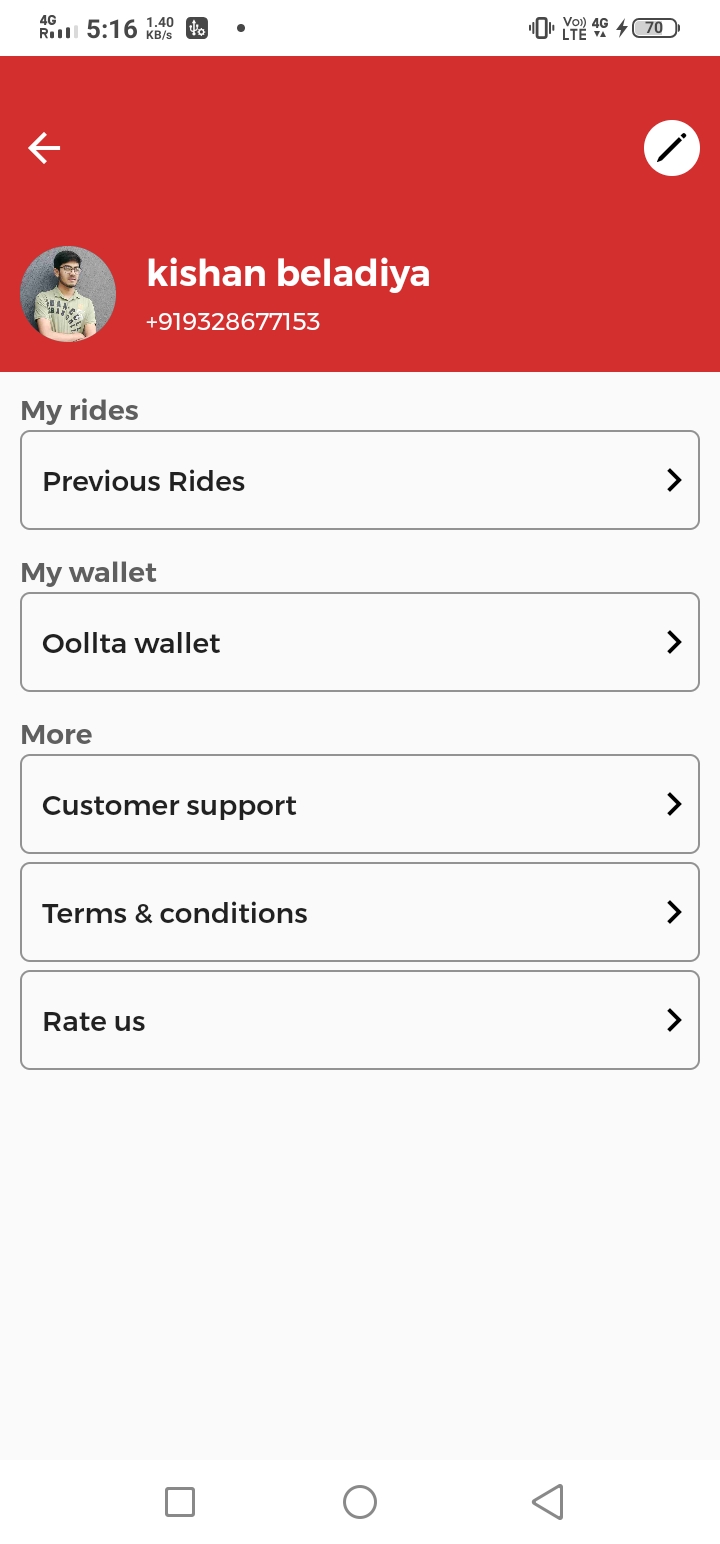 4G
R 5:16 1.40
KB/s
Vo)) 4G
LTE 70
kishan beladiya
+919328677153
My rides
Previous Rides
My wallet
Oollta wallet
More
Customer support
Terms & conditions
Rate us